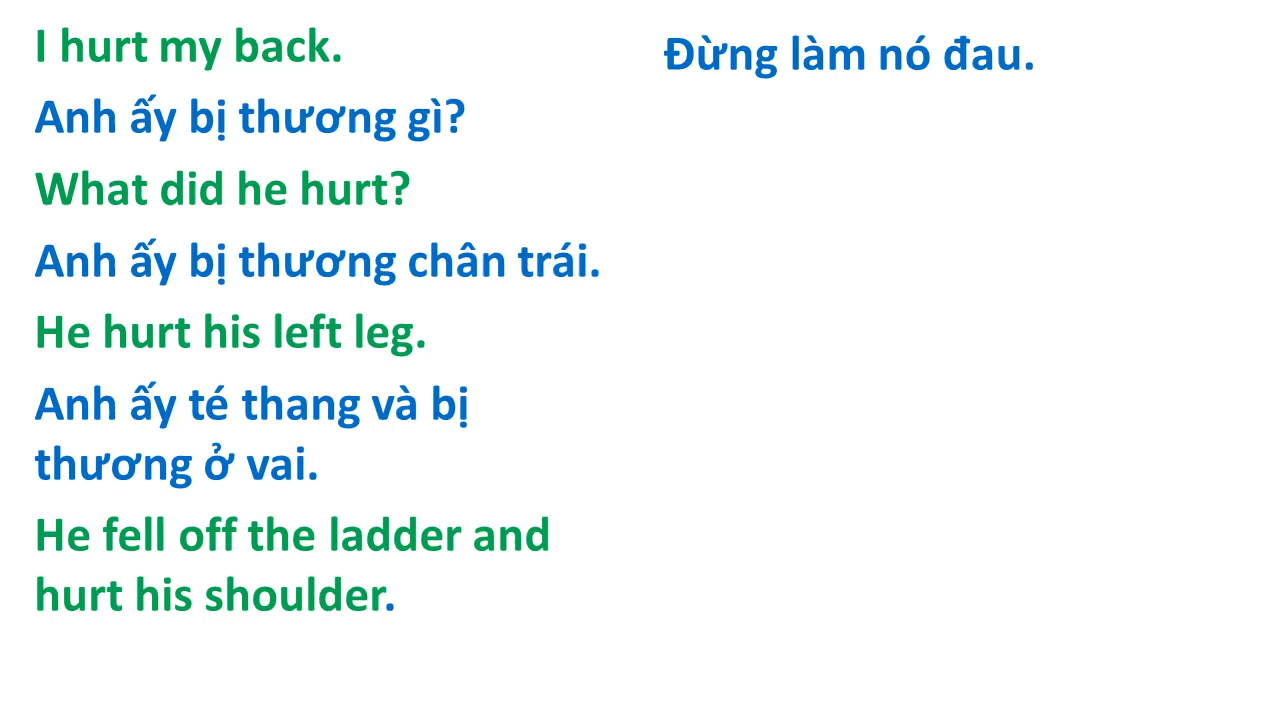 I hurt my back.
Anh ấy bị thương gì?
What did he hurt?
Anh ấy bị thương chân trái.
He hurt his left leg.
Anh ấy té thang và bị
thương ở vai.
He fell off the ladder and
hurt his shoulder.
Đừng làm nó đau.